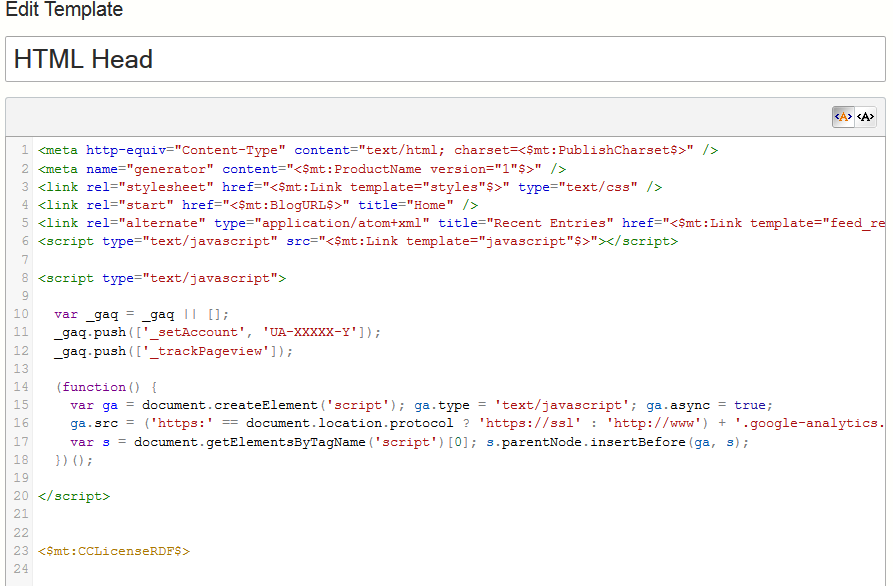 Edit Template
HTML Head
<A> <A>
1 <meta http-equiv="Content-Type" content="text/html; charset=<$mt:PublishCharset$>" />
2 <meta name="generator" content="<$mt:ProductName version="1"$>" />
3 <link rel="stylesheet" href="<$mt:Link template="styles"$>" type="text/css" />
4 <link rel="start" href="<$mt:BlogURL$>" title="Home" />
5 <link rel="alternate" type="application/atom+xml" title="Recent Entries" href="<$mt:Link template="feed_re
6 <script type="text/javascript" src="<$mt:Link template="javascript"$>"></script>
7
8 <script type="text/javascript">
9
10   var _gaq = _gaq || [];
11   _gaq.push(['_setAccount', 'UA-XXXXX-Y']);
12   _gaq.push(['_trackPageview']);
13
14   (function() {
15     var ga = document.createElement('script'); ga.type = 'text/javascript'; ga.async = true;
16     ga.src = ('https:' == document.location.protocol ? 'https://ssl' : 'http://www') + '.google-analytics.
17     var s = document.getElementsByTagName('script')[0]; s.parentNode.insertBefore(ga, s);
18   })();
19
20 </script>
21
22
23 <$mt:CCLicenseRDF$>
24